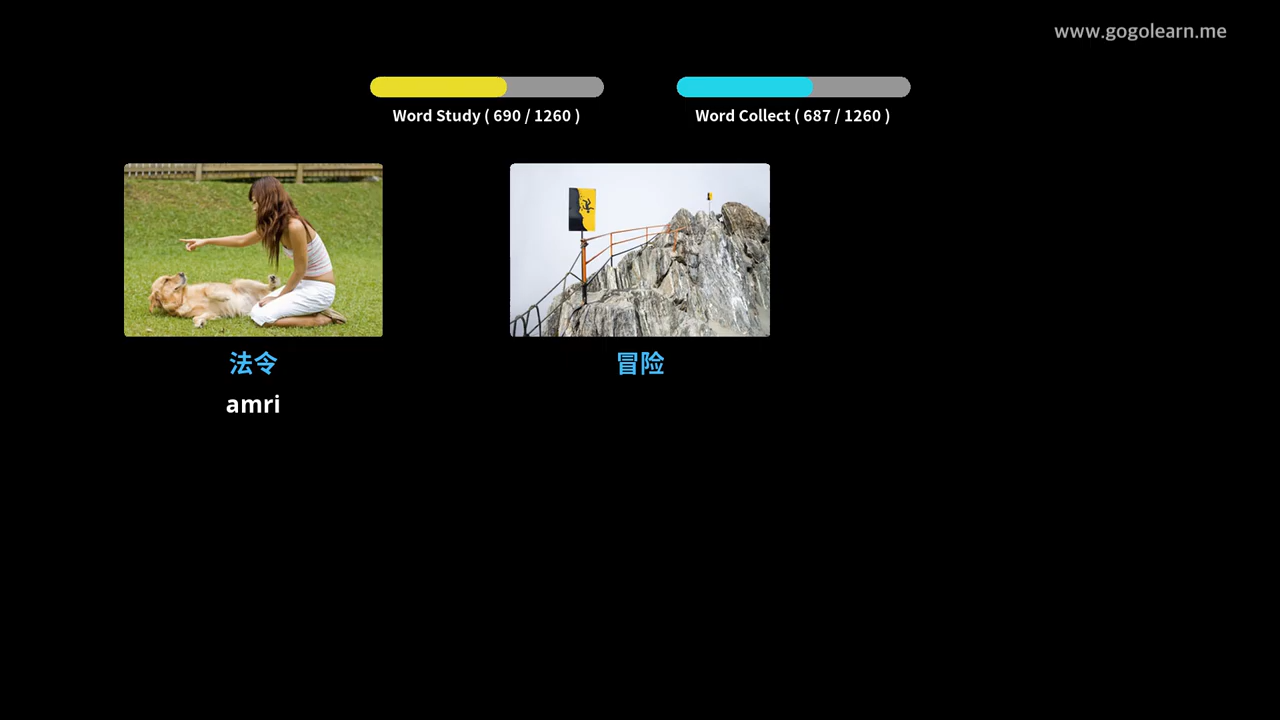 www.gogolearn.me
Word Study ( 690 / 1260 )
Word Collect ( 687 / 1260 )
法令
冒险
amri